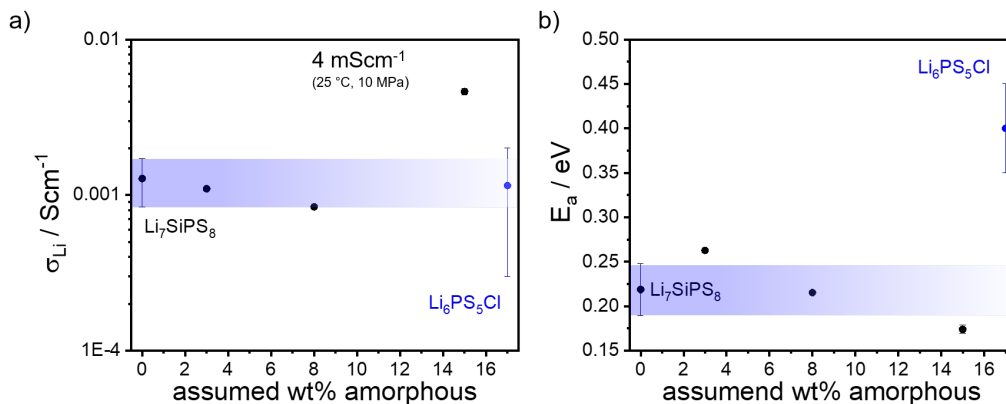 a)
0.01
0.001
1E-4
σLi / Scm⁻¹
4 mScm⁻¹
(25 °C, 10 MPa)
Li₇SiPS₈
Li₆PS₅Cl
0 2 4 6 8 10 12 14 16
assumed wt% amorphous
b)
0.50
0.45
0.40
0.35
0.30
0.25
0.20
0.15
Eₐ / eV
Li₆PS₅Cl
Li₇SiPS₈
0 2 4 6 8 10 12 14 16
assumend wt% amorphous